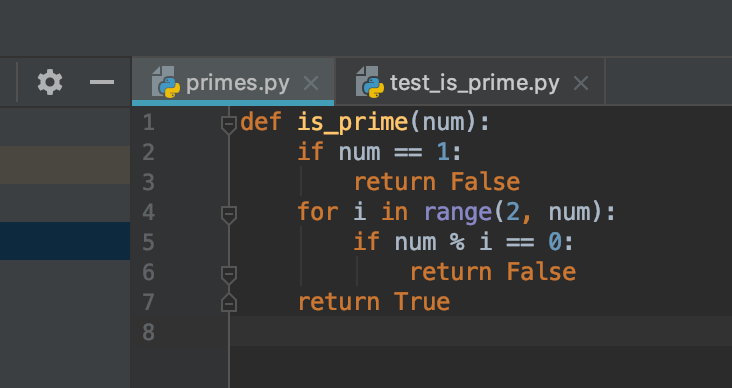 primes.py test_is_prime.py
1 def is_prime(num):
2     if num == 1:
3         return False
4     for i in range(2, num):
5         if num % i == 0:
6             return False
7     return True
8